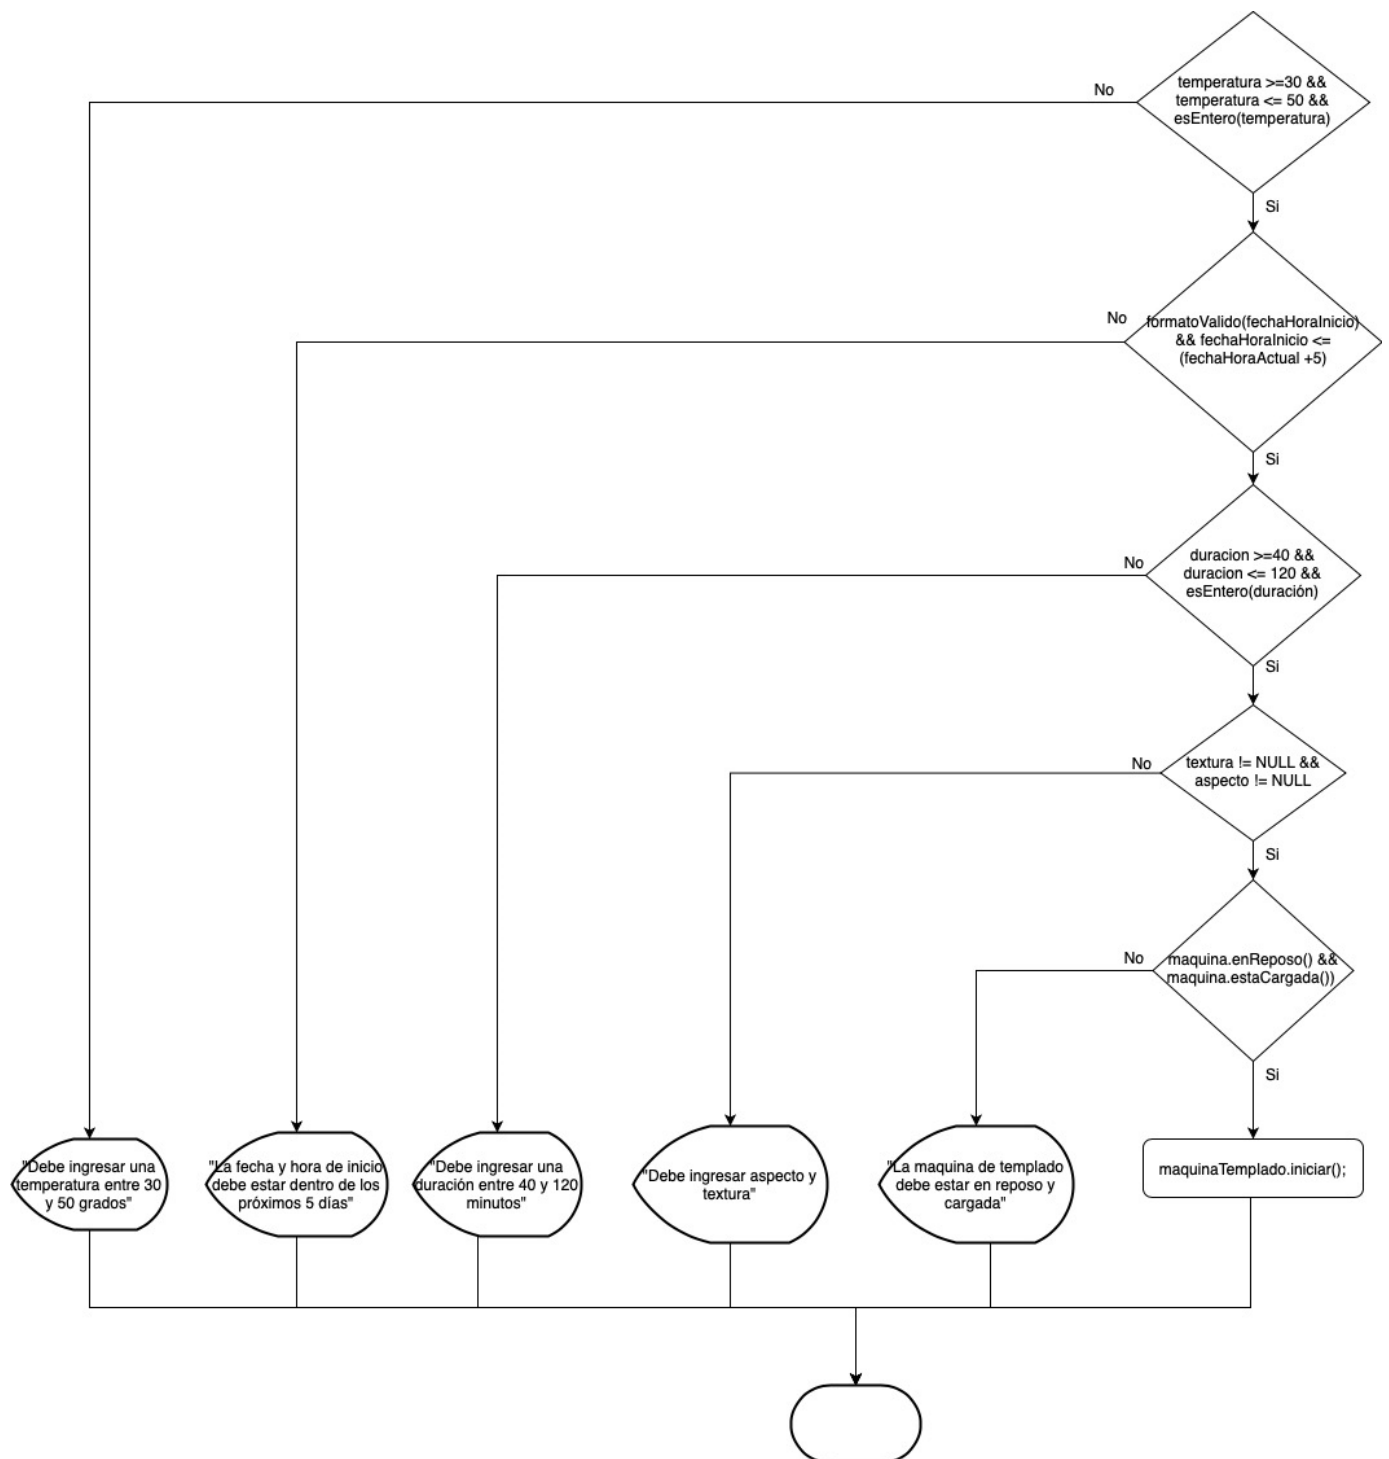 temperatura >=30 &&
temperatura <= 50 &&
esEntero(temperatura)
No
Si
formatoValido(fechaHoraInicio)
&& fechaHoraInicio <=
(fechaHoraActual +5)
No
Si
duracion >=40 &&
duracion <= 120 &&
esEntero(duración)
No
Si
textura != NULL &&
aspecto != NULL
No
Si
maquina.enReposo() &&
maquina.estaCargada())
No
Si
"Debe ingresar una
temperatura entre 30
y 50 grados"
"La fecha y hora de inicio
debe estar dentro de los
próximos 5 días"
"Debe ingresar una
duración entre 40 y 120
minutos"
"Debe ingresar aspecto y
textura"
"La maquina de templado
debe estar en reposo y
cargada"
maquinaTemplado.iniciar();